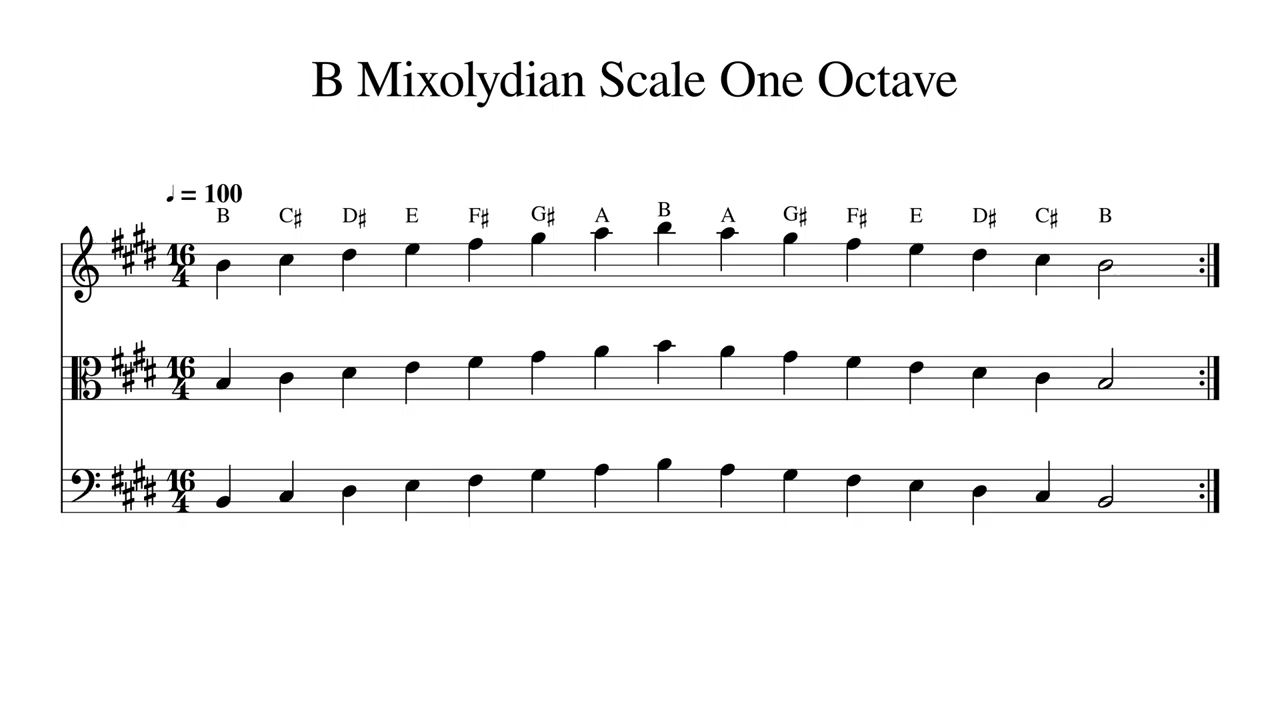 B Mixolydian Scale One Octave
♩ = 100
B C♯ D♯ E F♯ G♯ A B A G♯ F♯ E D♯ C♯ B
16
4
16
4
16
4